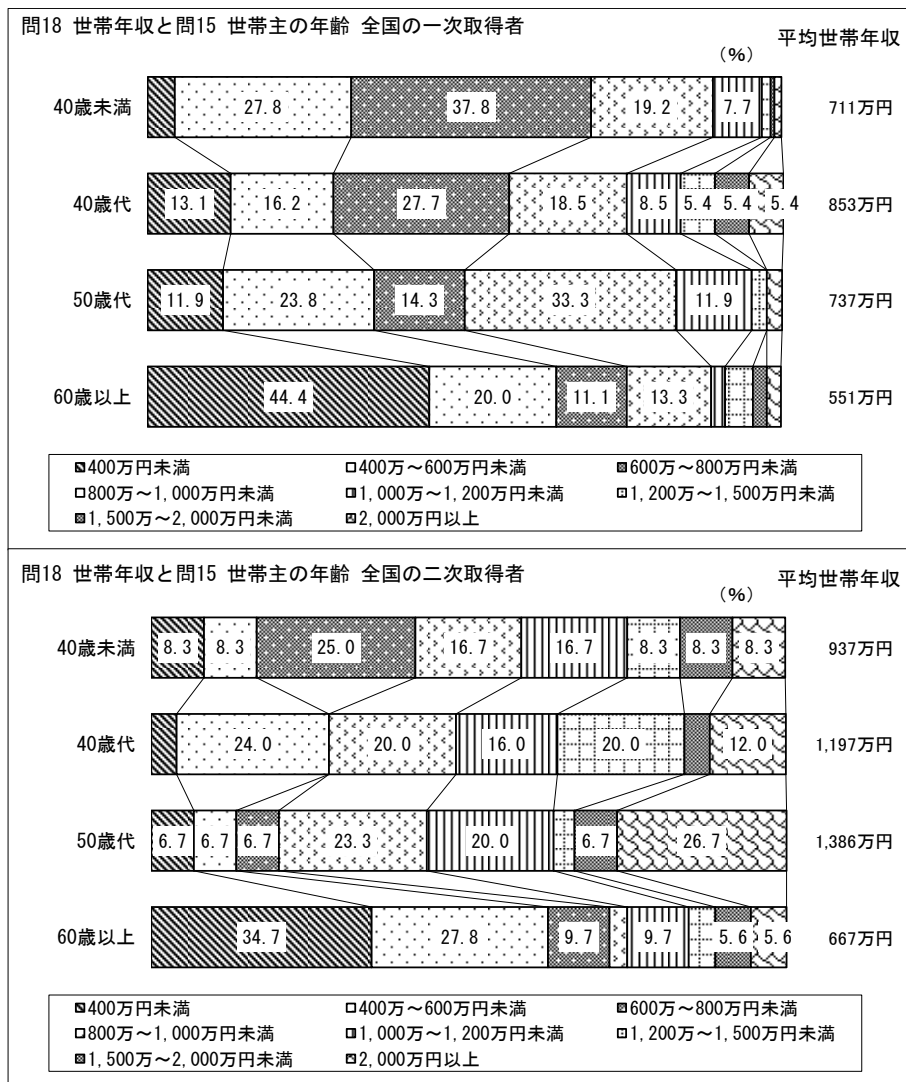 問18 世帯年収と問15 世帯主の年齢 全国の一次取得者
平均世帯年収
(%)
40歳未満 27.8 37.8 19.2 7.7 711万円
40歳代 13.1 16.2 27.7 18.5 8.5 5.4 5.4 5.4 853万円
50歳代 11.9 23.8 14.3 33.3 11.9 737万円
60歳以上 44.4 20.0 11.1 13.3 551万円
400万円未満 400万～600万円未満 600万～800万円未満
800万～1,000万円未満 1,000万～1,200万円未満 1,200万～1,500万円未満
1,500万～2,000万円未満 2,000万円以上
問18 世帯年収と問15 世帯主の年齢 全国の二次取得者
平均世帯年収
(%)
40歳未満 8.3 8.3 25.0 16.7 16.7 8.3 8.3 8.3 937万円
40歳代 24.0 20.0 16.0 20.0 12.0 1,197万円
50歳代 6.7 6.7 6.7 23.3 20.0 6.7 26.7 1,386万円
60歳以上 34.7 27.8 9.7 9.7 5.6 5.6 667万円
400万円未満 400万～600万円未満 600万～800万円未満
800万～1,000万円未満 1,000万～1,200万円未満 1,200万～1,500万円未満
1,500万～2,000万円未満 2,000万円以上